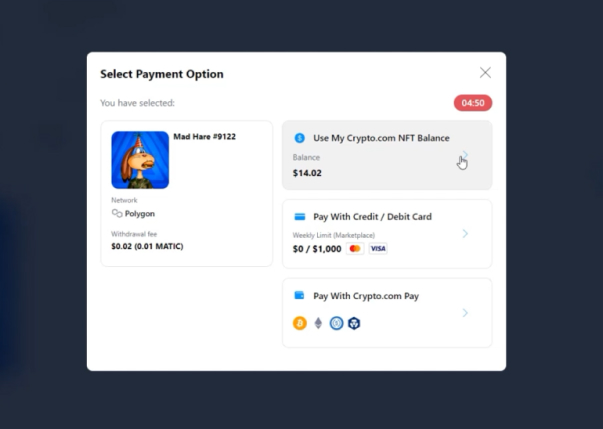 Select Payment Option
You have selected:
04:50
Mad Hare #9122
Network
Polygon
Withdrawal fee
$0.02 (0.01 MATIC)
Use My Crypto.com NFT Balance
Balance
$14.02
Pay With Credit / Debit Card
Weekly Limit (Marketplace)
$0 / $1,000 VISA
Pay With Crypto.com Pay